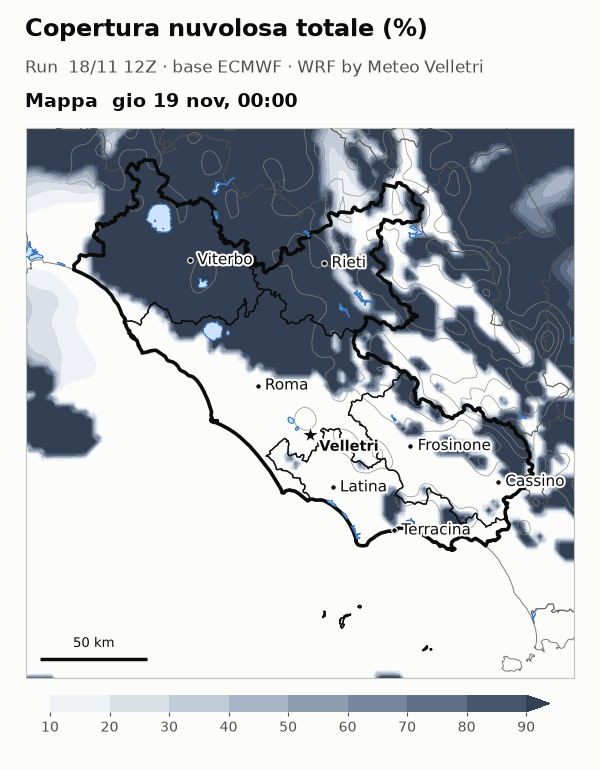 Copertura nuvolosa totale (%)
Run  18/11 12Z · base ECMWF · WRF by Meteo Velletri
Mappa  gio 19 nov, 00:00
Viterbo
Rieti
Roma
Velletri
Frosinone
Latina
Cassino
Terracina
50 km
10 20 30 40 50 60 70 80 90